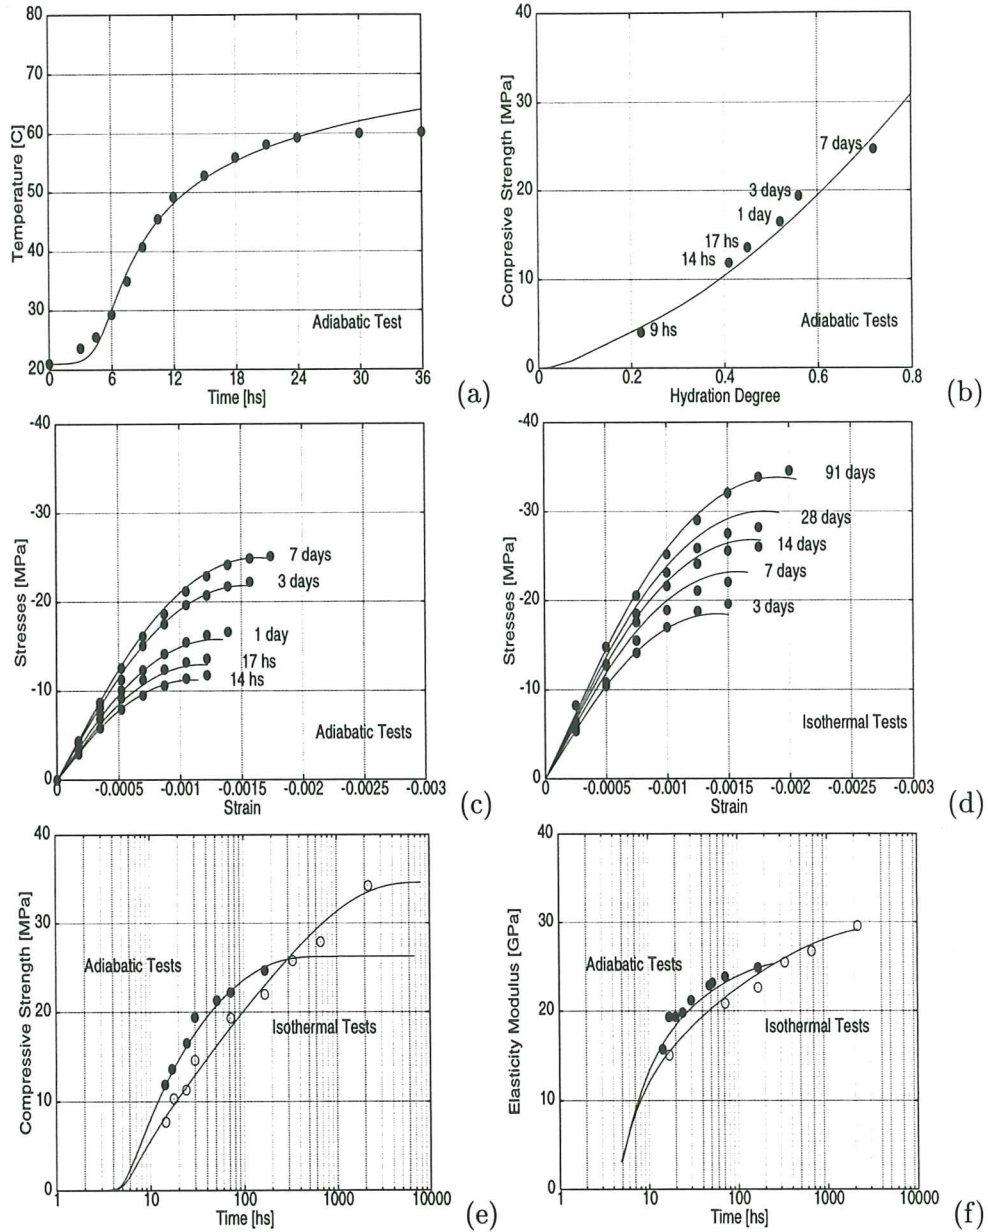 80
70
60
50
40
30
20
Temperature [C]
0 6 12 18 24 30 36
Time [hs]
Adiabatic Test
(a)
40
30
20
10
0
Compresive Strength [MPa]
7 days
3 days
1 day
17 hs
14 hs
9 hs
Adiabatic Tests
0 0.2 0.4 0.6 0.8
Hydration Degree
(b)
-40
-30
-20
-10
0
Stresses [MPa]
7 days
3 days
1 day
17 hs
14 hs
Adiabatic Tests
0 -0.0005 -0.001 -0.0015 -0.002 -0.0025 -0.003
Strain
(c)
-40
-30
-20
-10
0
Stresses [MPa]
91 days
28 days
14 days
7 days
3 days
Isothermal Tests
0 -0.0005 -0.001 -0.0015 -0.002 -0.0025 -0.003
Strain
(d)
40
30
20
10
0
Compressive Strength [MPa]
Adiabatic Tests
Isothermal Tests
1 10 100 1000 10000
Time [hs]
(e)
40
30
20
10
0
Elasticity Modulus [GPa]
Adiabatic Tests
Isothermal Tests
1 10 100 1000 10000
Time [hs]
(f)